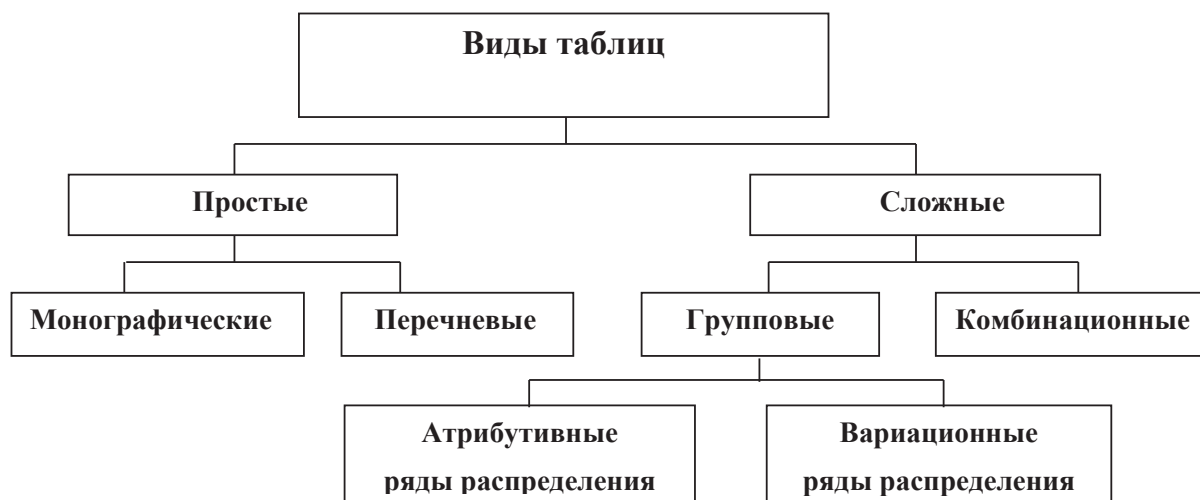 Виды таблиц
Простые
Сложные
Монографические
Перечневые
Групповые
Комбинационные
Атрибутивные
ряды распределения
Вариационные
ряды распределения